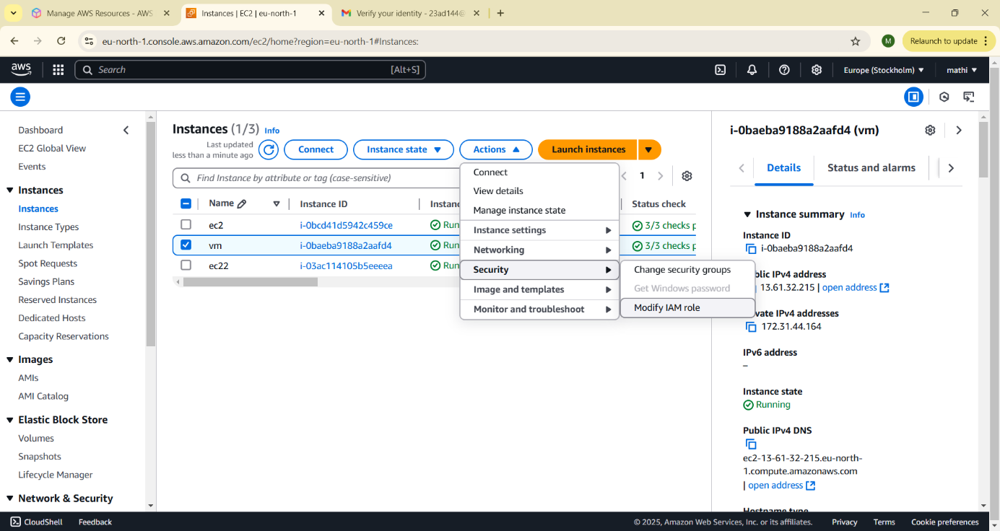 Manage AWS Resources - AWS
Instances | EC2 | eu-north-1
Verify your identity - 23ad144@
eu-north-1.console.aws.amazon.com/ec2/home?region=eu-north-1#Instances:
M
Relaunch to update
aws
Search
[Alt+S]
Europe (Stockholm)
mathi
Dashboard
EC2 Global View
Events
Instances
Instances
Instance Types
Launch Templates
Spot Requests
Savings Plans
Reserved Instances
Dedicated Hosts
Capacity Reservations
Images
AMIs
AMI Catalog
Elastic Block Store
Volumes
Snapshots
Lifecycle Manager
Network & Security
Instances (1/3) Info
Last updated
less than a minute ago
Connect
Instance state
Actions
Launch instances
Find Instance by attribute or tag (case-sensitive)
1
Name
Instance ID
Instanc
Status check
ec2
i-0bcd41d5942c459ce
Run
3/3 checks p
vm
i-0baeba9188a2aafd4
Run
3/3 checks p
ec22
i-03ac114105b5eeeea
Run
Connect
View details
Manage instance state
Instance settings
Networking
Security
Image and templates
Monitor and troubleshoot
Change security groups
Get Windows password
Modify IAM role
i-0baeba9188a2aafd4 (vm)
Details
Status and alarms
Instance summary Info
Instance ID
i-0baeba9188a2aafd4
blic IPv4 address
13.61.32.215 | open address
vate IPv4 addresses
172.31.44.164
IPv6 address
–
Instance state
Running
Public IPv4 DNS
ec2-13-61-32-215.eu-north-
1.compute.amazonaws.com
| open address
Hostname type
CloudShell
Feedback
© 2025, Amazon Web Services, Inc. or its affiliates.
Privacy
Terms
Cookie preferences